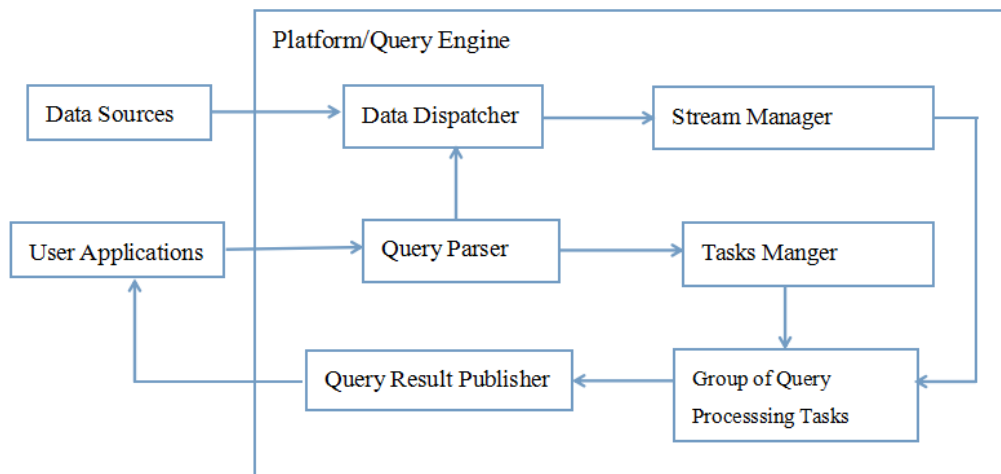 Platform/Query Engine
Data Sources
Data Dispatcher
Stream Manager
User Applications
Query Parser
Tasks Manger
Query Result Publisher
Group of Query
Processsing Tasks